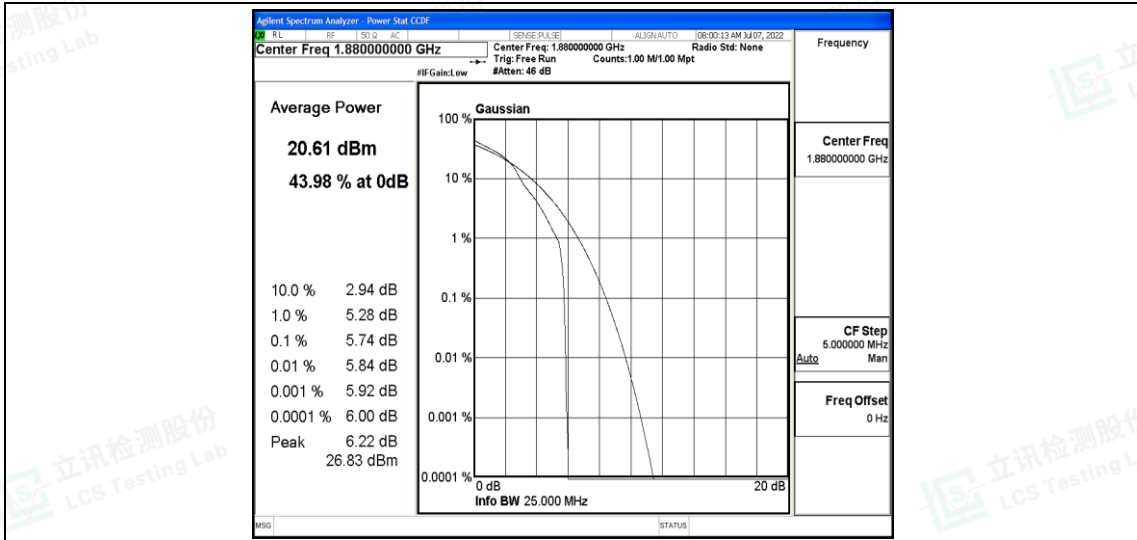 Agilent Spectrum Analyzer - Power Stat CCDF
RL RF 50 Ω AC SENSE:PULSE ALIGNAUTO 08:00:13 AM Jul 07, 2022
Center Freq 1.880000000 GHz
Center Freq: 1.880000000 GHz Radio Std: None
Trig: Free Run Counts:1.00 M/1.00 Mpt
#IFGain:Low #Atten: 46 dB
Frequency
Average Power
20.61 dBm
43.98 % at 0dB
10.0 % 2.94 dB
1.0 % 5.28 dB
0.1 % 5.74 dB
0.01 % 5.84 dB
0.001 % 5.92 dB
0.0001 % 6.00 dB
Peak 6.22 dB
26.83 dBm
Gaussian
100 %
10 %
1 %
0.1 %
0.01 %
0.001 %
0.0001 %
0 dB 20 dB
Info BW 25.000 MHz
Center Freq
1.880000000 GHz
CF Step
5.000000 MHz
Auto Man
Freq Offset
0 Hz
MSG STATUS
立讯检测股份
LCS Testing Lab
立讯检测股份
LCS Testing L